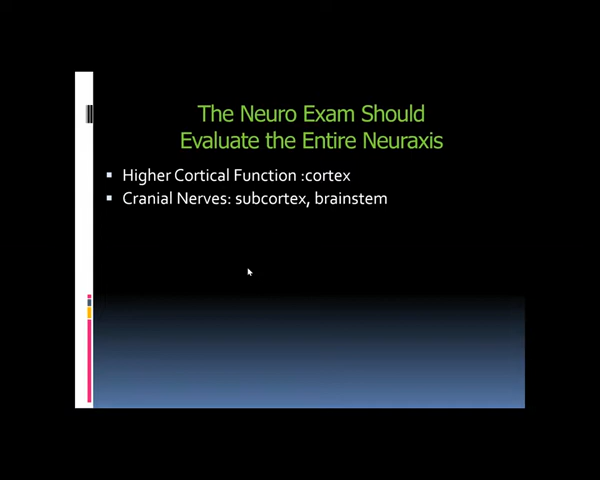 The Neuro Exam Should
Evaluate the Entire Neuraxis
Higher Cortical Function :cortex
Cranial Nerves: subcortex, brainstem